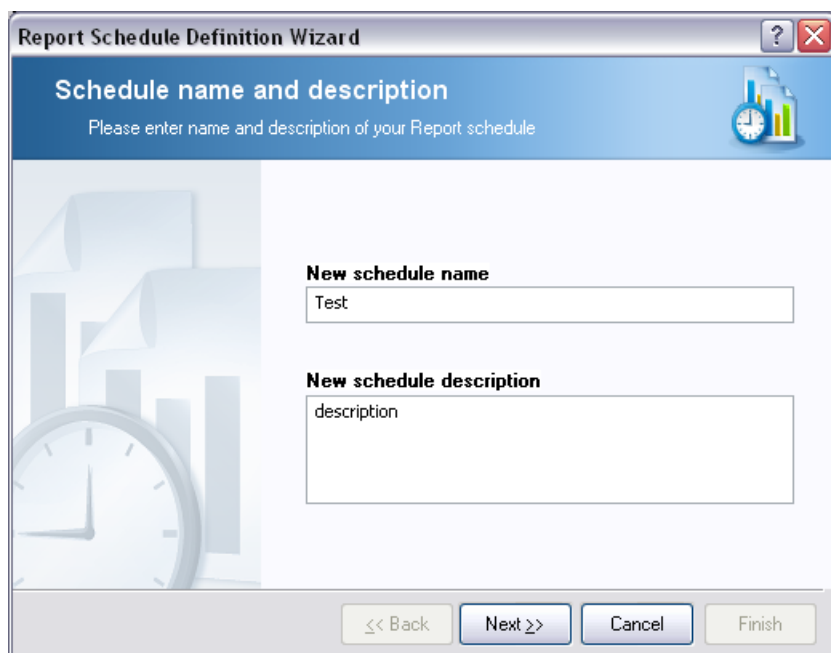 Report Schedule Definition Wizard
?
Schedule name and description
Please enter name and description of your Report schedule
New schedule name
Test
New schedule description
description
<< Back
Next >>
Cancel
Finish